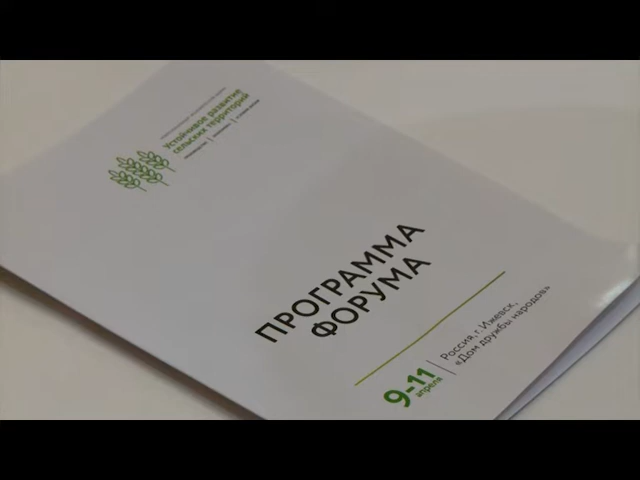 Устойчивое развитие
сельских территорий
ПРОГРАММА
ФОРУМА
9-11
апреля
Россия, г. Ижевск,
«Дом дружбы народов»